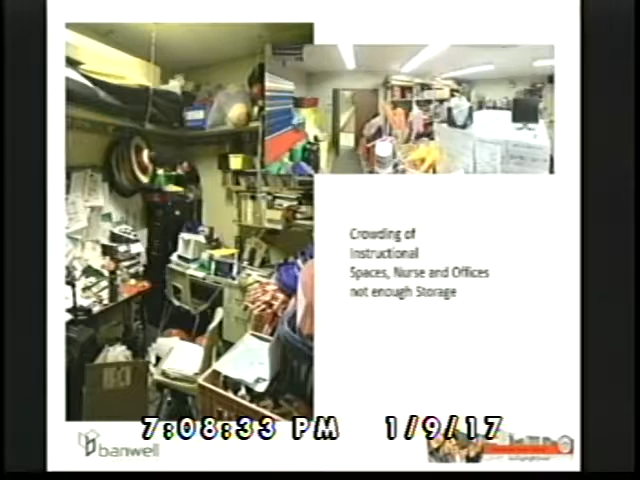 Crowding of
Instructional
Spaces, Nurse and Offices
not enough Storage
7:08:33 PM 1/9/17
banwell